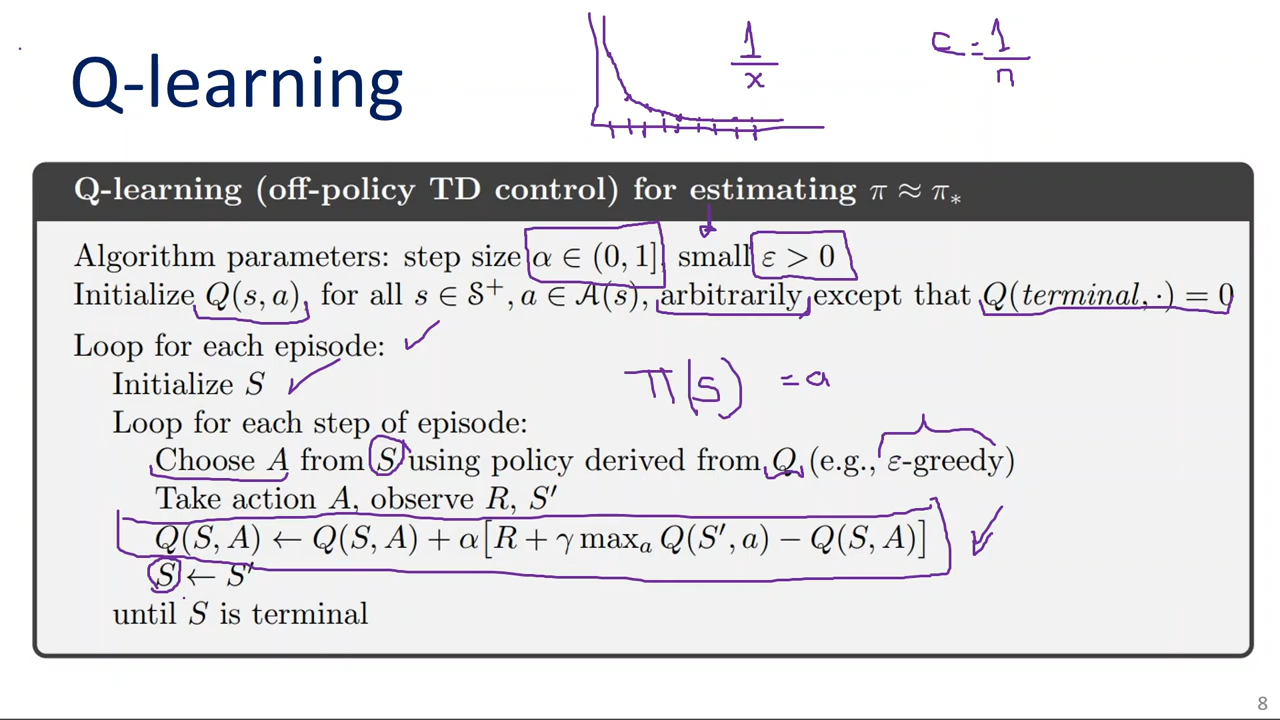 Q-learning
1/x
ε = 1/n
Q-learning (off-policy TD control) for estimating π ≈ π*
Algorithm parameters: step size α ∈ (0, 1], small ε > 0
Initialize Q(s, a), for all s ∈ S⁺, a ∈ A(s), arbitrarily except that Q(terminal, ·) = 0
Loop for each episode:
Initialize S
π(s) = a
Loop for each step of episode:
Choose A from S using policy derived from Q (e.g., ε-greedy)
Take action A, observe R, S′
Q(S, A) ← Q(S, A) + α[R + γ maxₐ Q(S′, a) − Q(S, A)]
S ← S′
until S is terminal
8